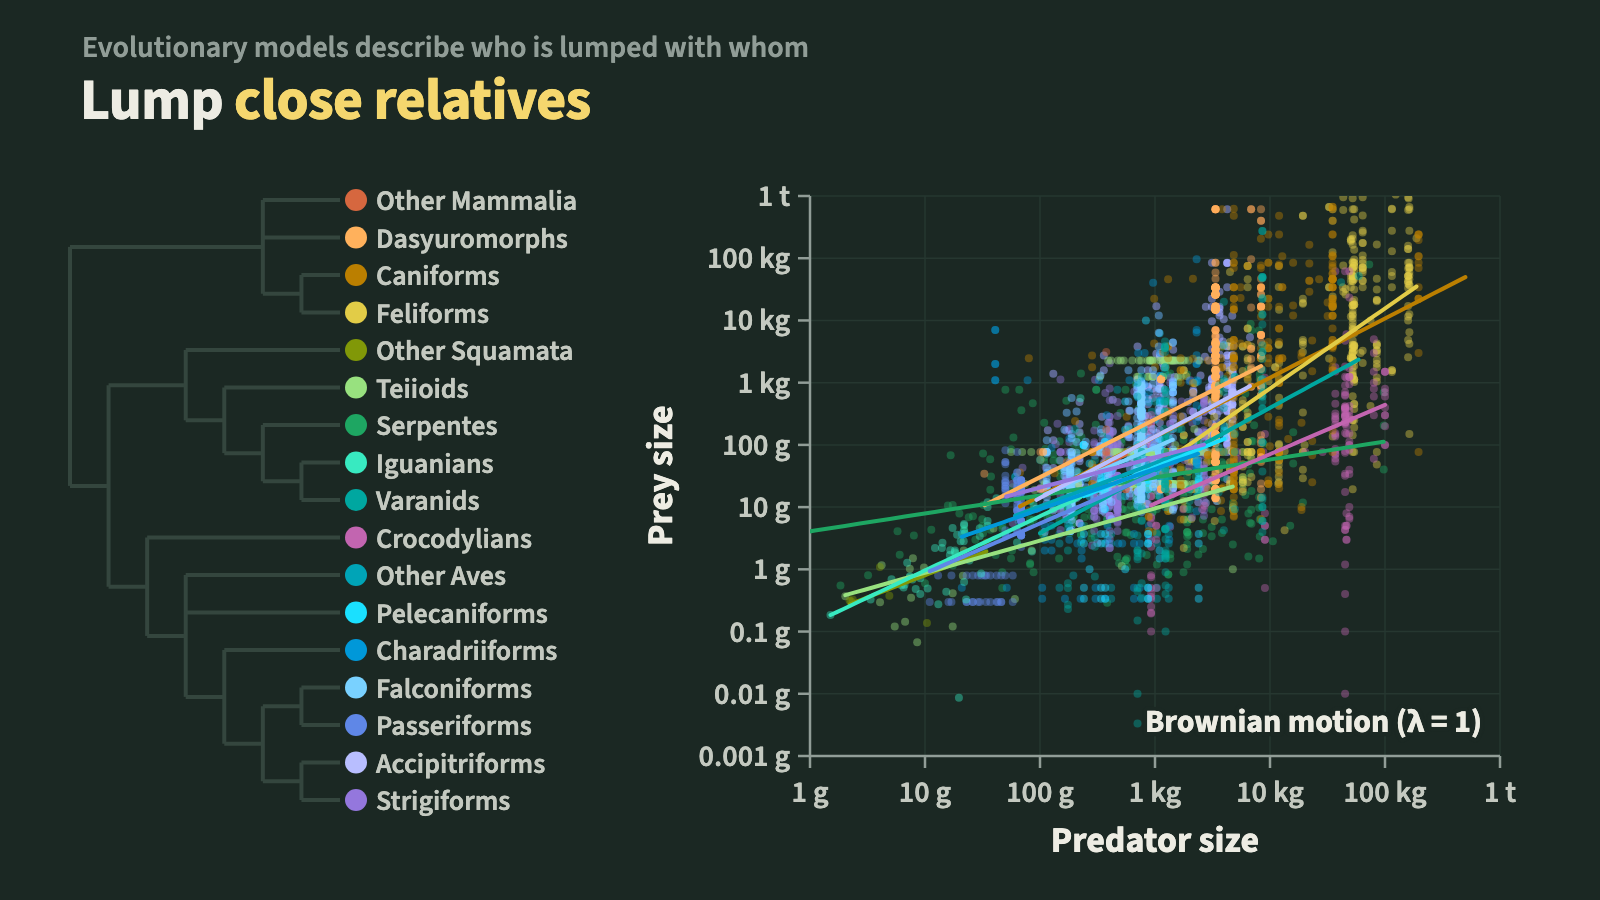 Evolutionary models describe who is lumped with whom
Lump close relatives
Other Mammalia
Dasyuromorphs
Caniforms
Feliforms
Other Squamata
Teiioids
Serpentes
Iguanians
Varanids
Crocodylians
Other Aves
Pelecaniforms
Charadriiforms
Falconiforms
Passeriforms
Accipitriforms
Strigiforms
Prey size
1 t
100 kg
10 kg
1 kg
100 g
10 g
1 g
0.1 g
0.01 g
0.001 g
Brownian motion (λ = 1)
1 g 10 g 100 g 1 kg 10 kg 100 kg 1 t
Predator size